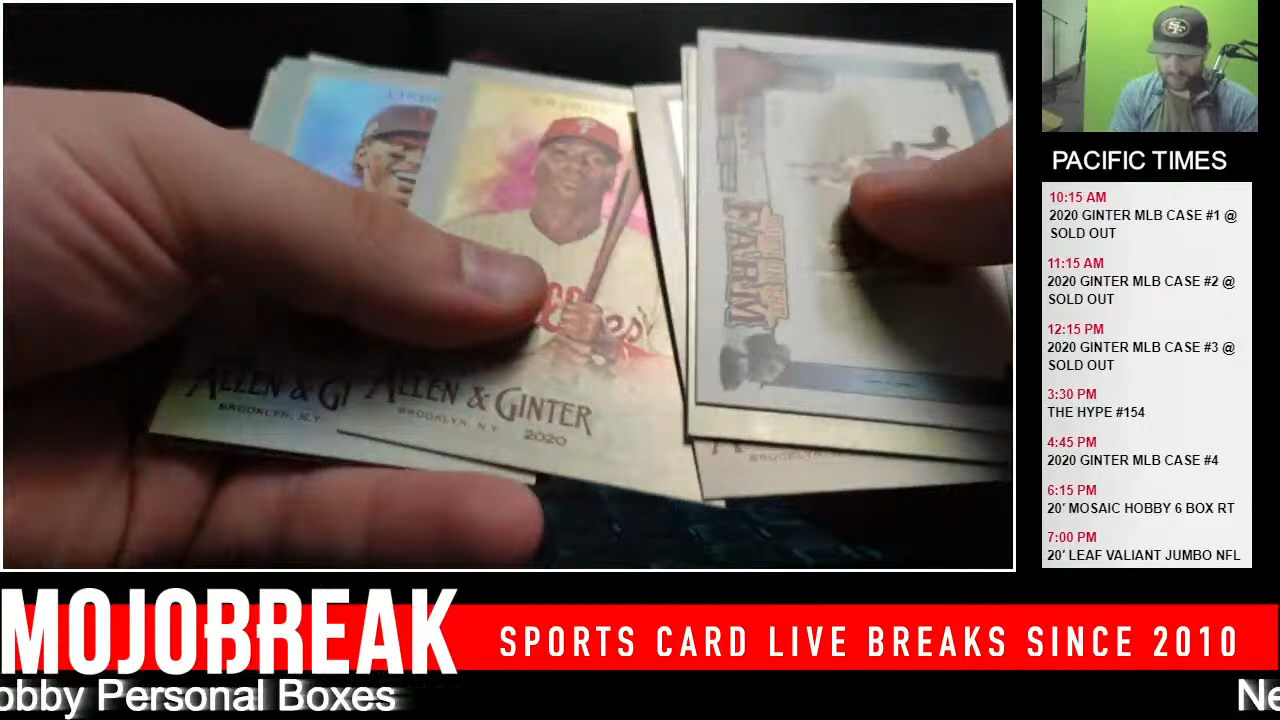 PACIFIC TIMES
10:15 AM
2020 GINTER MLB CASE #1 @
SOLD OUT
11:15 AM
2020 GINTER MLB CASE #2 @
SOLD OUT
12:15 PM
2020 GINTER MLB CASE #3 @
SOLD OUT
3:30 PM
THE HYPE #154
4:45 PM
2020 GINTER MLB CASE #4
6:15 PM
20' MOSAIC HOBBY 6 BOX RT
7:00 PM
20' LEAF VALIANT JUMBO NFL
FARM
ALLEN & GI
BROOKLYN, N.Y
ALLEN & GINTER
BROOKLYN, N.Y
2020
MOJOBREAK
SPORTS CARD LIVE BREAKS SINCE 2010
obby Personal Boxes
Ne